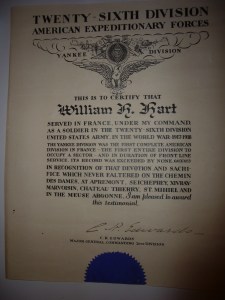 TWENTY-SIXTH DIVISION
AMERICAN EXPEDITIONARY FORCES
YANKEE DIVISION
THIS IS TO CERTIFY THAT
William R. Hart
SERVED IN FRANCE, UNDER MY COMMAND,
AS A SOLDIER IN THE TWENTY-SIXTH DIVISION
UNITED STATES ARMY, IN THE WORLD WAR 1917-1918
THE YANKEE DIVISION WAS THE FIRST COMPLETE AMERICAN
DIVISION IN FRANCE - THE FIRST ENTIRE DIVISION TO
OCCUPY A SECTOR - AND IN DURATION OF FRONT LINE
SERVICE ITS RECORD WAS EXCEEDED BY NONE OTHER
IN RECOGNITION OF THAT DEVOTION AND SACRI-
FICE WHICH NEVER FALTERED ON THE CHEMIN
DES DAMES, AT APREMONT, SEICHEPREY, XIVRAY
MARVOISIN, CHATEAU THIERRY, ST. MIHIEL AND
IN THE MEUSE ARGONNE, I am pleased to award
this testimonial.
C. R. Edwards
C R EDWARDS
MAJOR GENERAL, COMMANDING 26th DIVISION